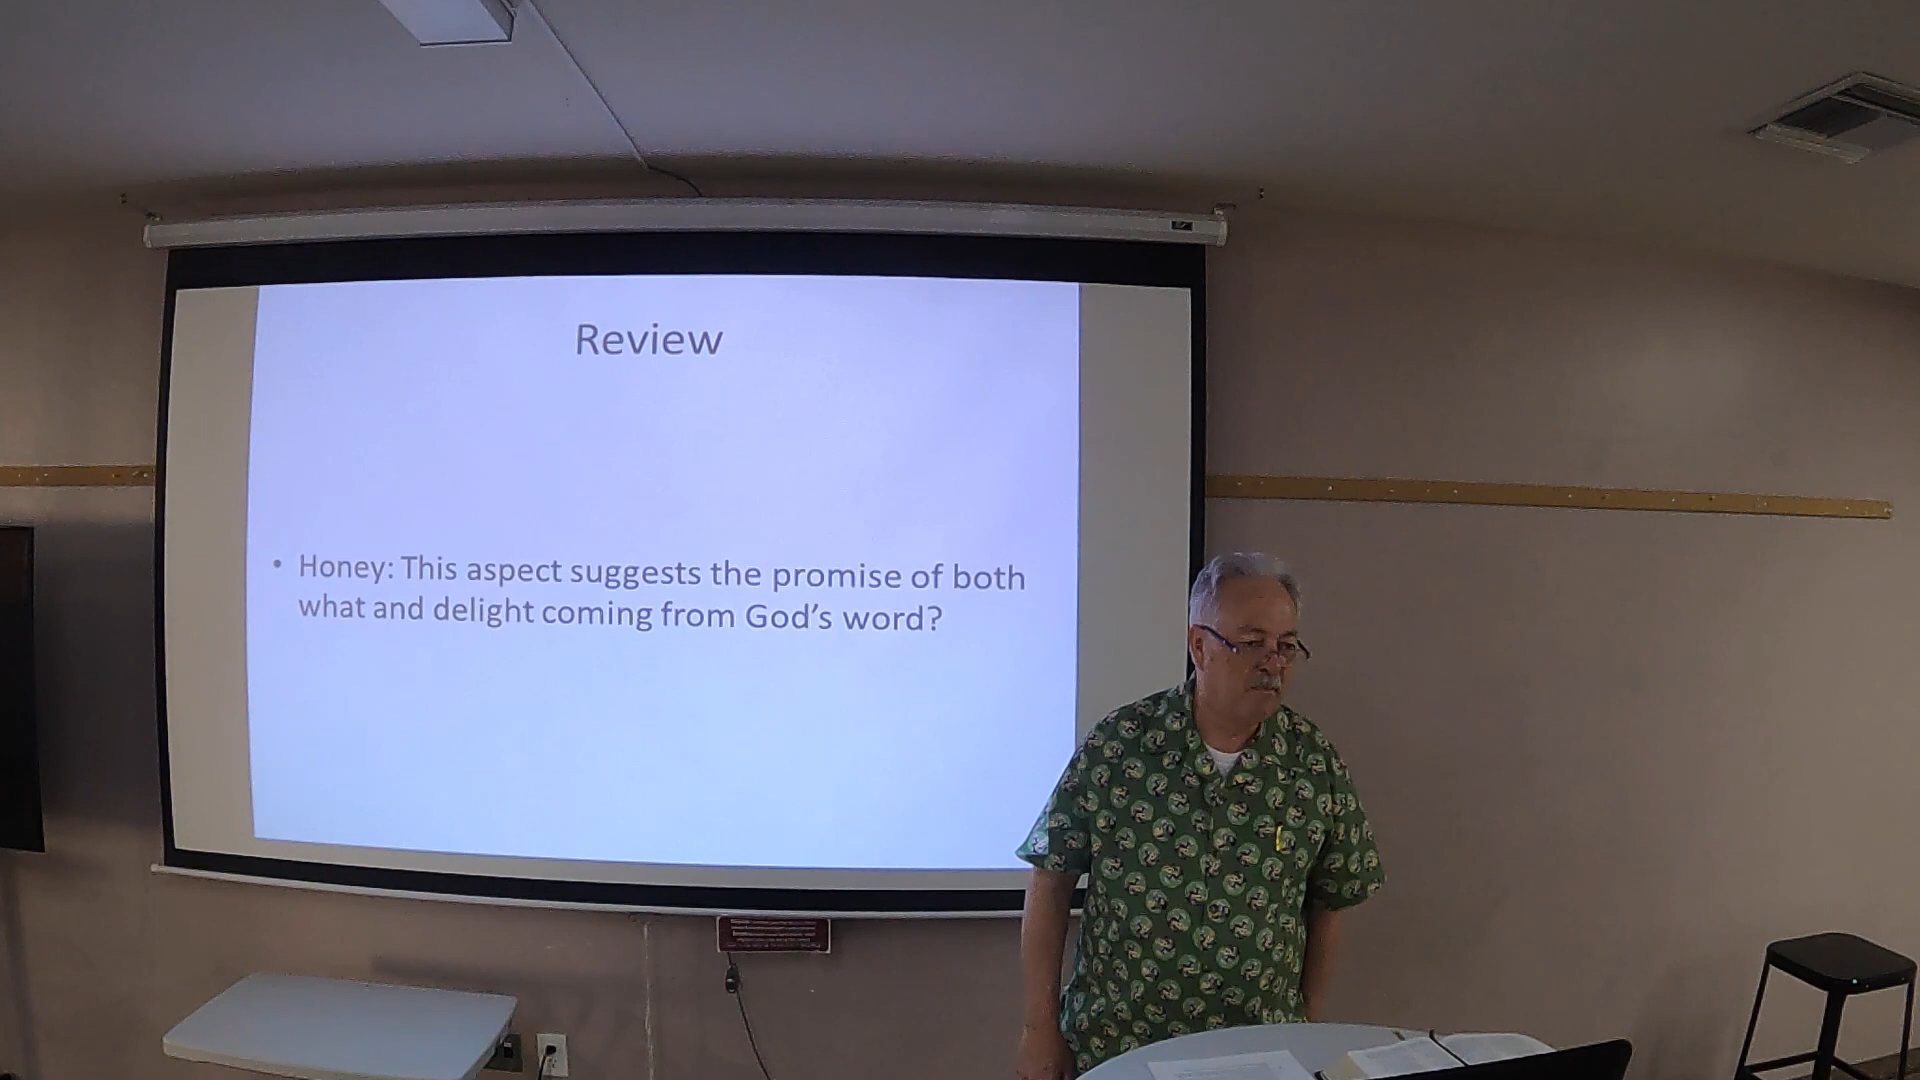 Review
• Honey: This aspect suggests the promise of both
what and delight coming from God's word?